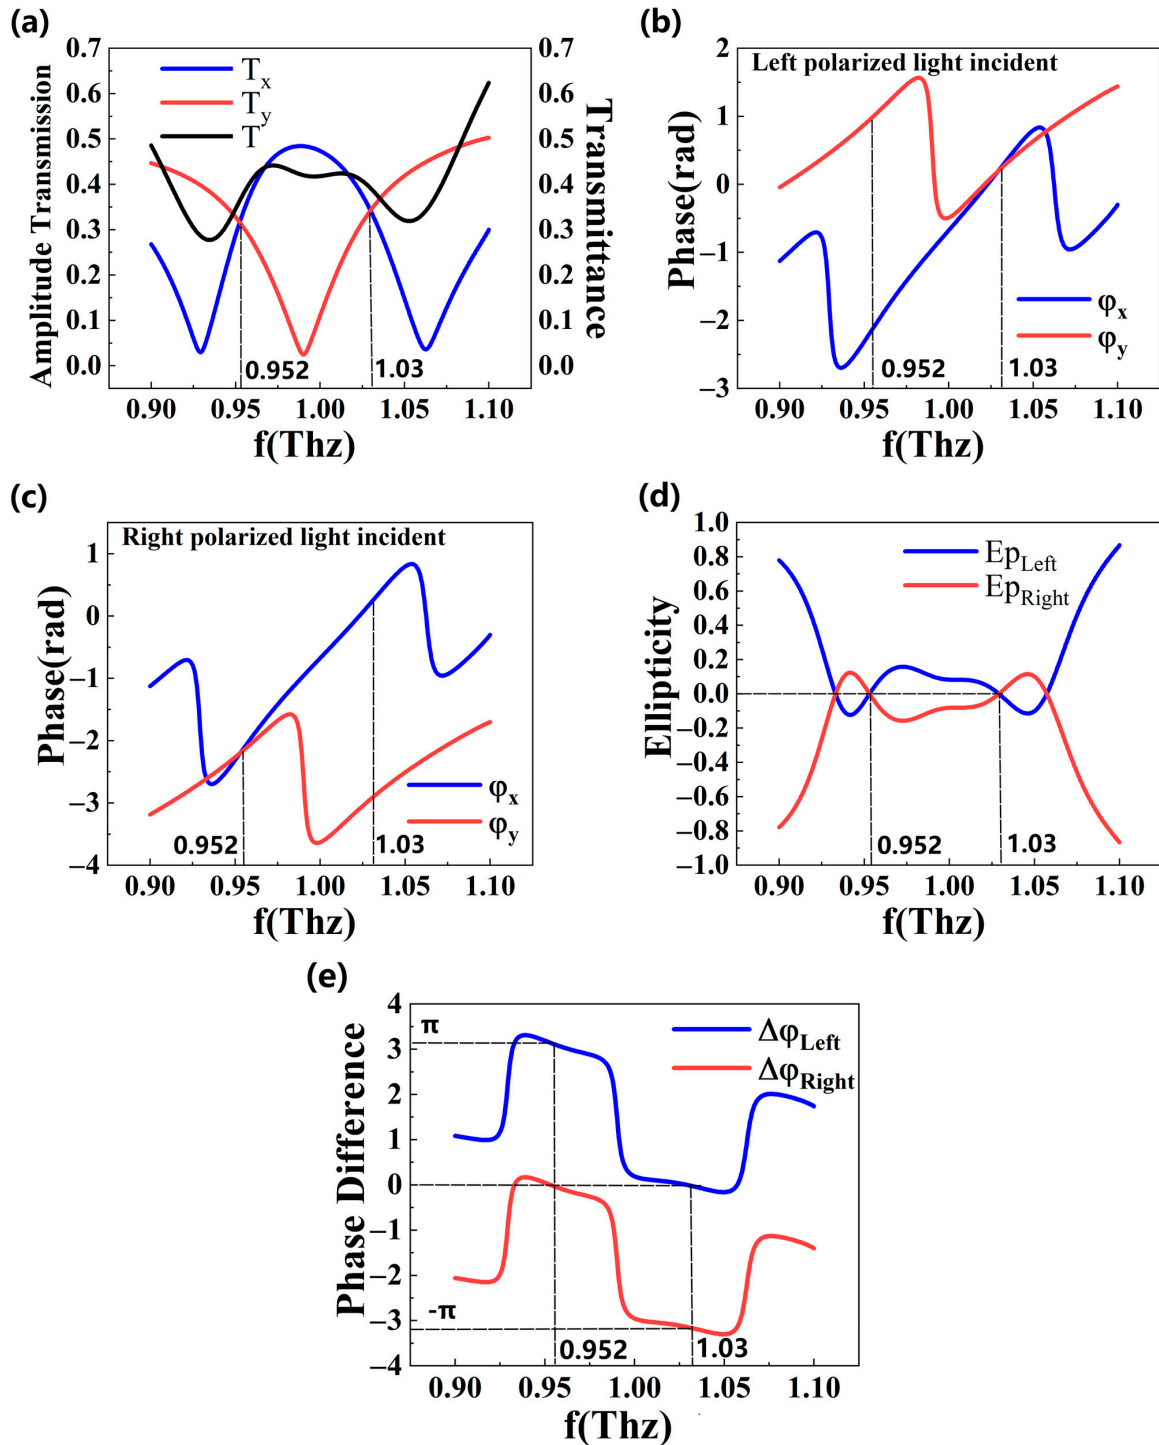 (a)
0.7
0.6
0.5
0.4
0.3
0.2
0.1
0.0
Amplitude Transmission
Tx
Ty
T
0.952
1.03
0.7
0.6
0.5
0.4
0.3
0.2
0.1
0.0
Transmittance
0.90 0.95 1.00 1.05 1.10
f(Thz)
(b)
2
1
0
−1
−2
−3
Phase(rad)
Left polarized light incident
φx
φy
0.952
1.03
0.90 0.95 1.00 1.05 1.10
f(Thz)
(c)
1
0
−1
−2
−3
−4
Phase(rad)
Right polarized light incident
φx
φy
0.952
1.03
0.90 0.95 1.00 1.05 1.10
f(Thz)
(d)
1.0
0.8
0.6
0.4
0.2
0.0
−0.2
−0.4
−0.6
−0.8
−1.0
Ellipticity
EpLeft
EpRight
0.952
1.03
0.90 0.95 1.00 1.05 1.10
f(Thz)
(e)
4
3
2
1
0
−1
−2
−3
−4
Phase Difference
π
ΔφLeft
ΔφRight
-π
0.952
1.03
0.90 0.95 1.00 1.05 1.10
f(Thz)